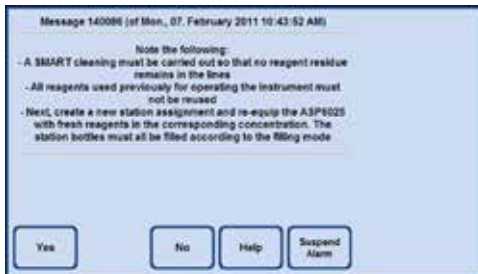 Message 140086 (of Mon., 07. February 2011 10:43:52 AM)
Note the following:
- A SMART cleaning must be carried out so that no reagent residue
remains in the lines
- All reagents used previously for operating the instrument must
not be reused
- Next, create a new station assignment and re-equip the ASP6025
with fresh reagents in the corresponding concentration. The
station bottles must all be filled according to the filling mode
Yes
No
Help
Suspend
Alarm